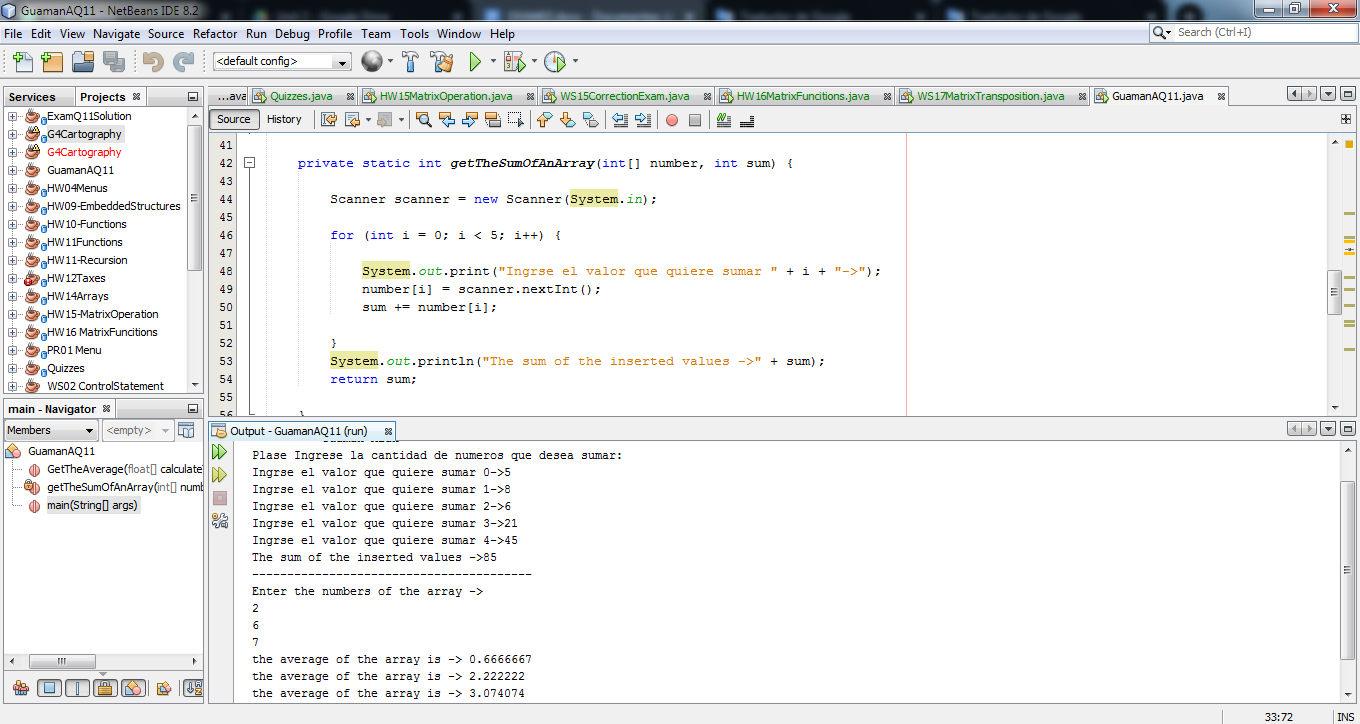 GuamanAQ11 - NetBeans IDE 8.2
File Edit View Navigate Source Refactor Run Debug Profile Team Tools Window Help
Search (Ctrl+I)
<default config>
Services Projects
...ava Quizzes.java HW15MatrixOperation.java WS15CorrectionExam.java HW16MatrixFuncitions.java WS17MatrixTransposition.java GuamanAQ11.java
Source History
ExamQ11Solution
G4Cartography
G4Cartography
GuamanAQ11
HW04Menus
HW09-EmbeddedStructures
HW10-Functions
HW11Functions
HW11-Recursion
HW12Taxes
HW14Arrays
HW15-MatrixOperation
HW16 MatrixFuncitions
PR01 Menu
Quizzes
WS02 ControlStatement
41
42 private static int getTheSumOfAnArray(int[] number, int sum) {
43
44 Scanner scanner = new Scanner(System.in);
45
46 for (int i = 0; i < 5; i++) {
47
48 System.out.print("Ingrse el valor que quiere sumar " + i + "->");
49 number[i] = scanner.nextInt();
50 sum += number[i];
51
52 }
53 System.out.println("The sum of the inserted values ->" + sum);
54 return sum;
55
56 }
main - Navigator
Members <empty>
GuamanAQ11
GetTheAverage(float[] calculate
getTheSumOfAnArray(int[] numb
main(String[] args)
Output - GuamanAQ11 (run)
Plase Ingrese la cantidad de numeros que desea sumar:
Ingrse el valor que quiere sumar 0->5
Ingrse el valor que quiere sumar 1->8
Ingrse el valor que quiere sumar 2->6
Ingrse el valor que quiere sumar 3->21
Ingrse el valor que quiere sumar 4->45
The sum of the inserted values ->85
----------------------------------------
Enter the numbers of the array ->
2
6
7
the average of the array is -> 0.6666667
the average of the array is -> 2.222222
the average of the array is -> 3.074074
33:72 INS